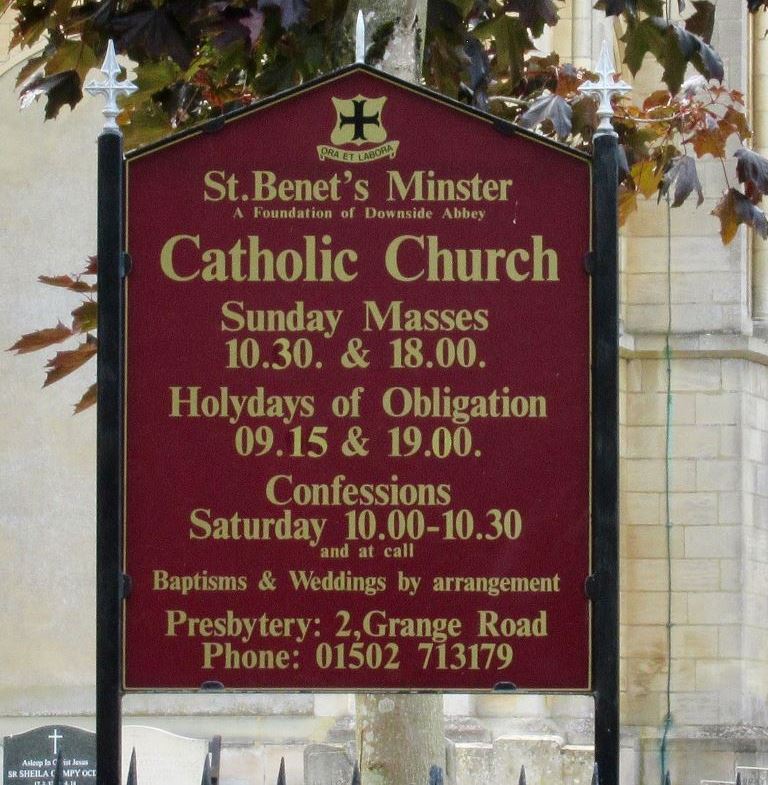 ORA ET LABORA
St.Benet's Minster
A Foundation of Downside Abbey
Catholic Church
Sunday Masses
10.30. & 18.00.
Holydays of Obligation
09.15 & 19.00.
Confessions
Saturday 10.00-10.30
and at call
Baptisms & Weddings by arrangement
Presbytery: 2,Grange Road
Phone: 01502 713179
Asleep In Christ Jesus
SR SHEILA